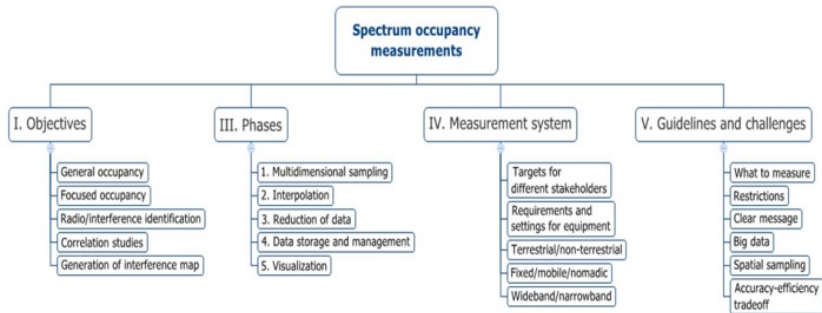 Spectrum occupancy
measurements
I. Objectives
General occupancy
Focused occupancy
Radio/interference identification
Correlation studies
Generation of interference map
III. Phases
1. Multidimensional sampling
2. Interpolation
3. Reduction of data
4. Data storage and management
5. Visualization
IV. Measurement system
Targets for
different stakeholders
Requirements and
settings for equipment
Terrestrial/non-terrestrial
Fixed/mobile/nomadic
Wideband/narrowband
V. Guidelines and challenges
What to measure
Restrictions
Clear message
Big data
Spatial sampling
Accuracy-efficiency
tradeoff